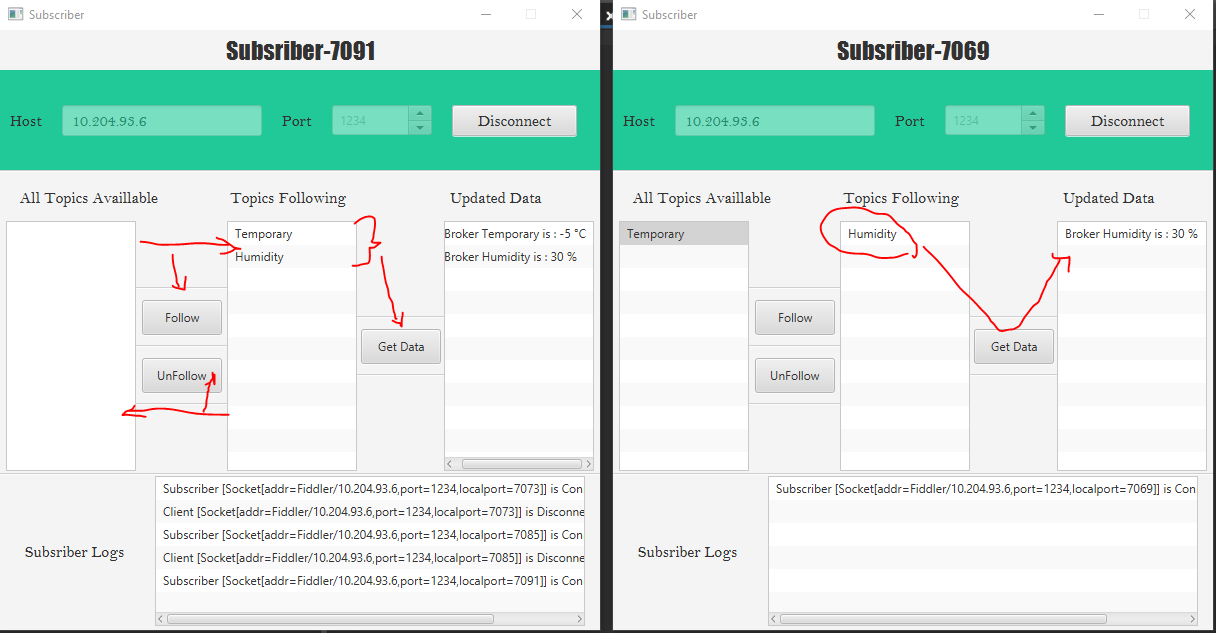 Subscriber
Subsriber-7091
Host 10.204.93.6 Port 1234 Disconnect
All Topics Availlable Topics Following Updated Data
Temporary Broker Temporary is : -5 °C
Humidity Broker Humidity is : 30 %
Follow
Get Data
UnFollow
Subsriber Logs
Subscriber [Socket[addr=Fiddler/10.204.93.6,port=1234,localport=7073]] is Con
Client [Socket[addr=Fiddler/10.204.93.6,port=1234,localport=7073]] is Disconne
Subscriber [Socket[addr=Fiddler/10.204.93.6,port=1234,localport=7085]] is Con
Client [Socket[addr=Fiddler/10.204.93.6,port=1234,localport=7085]] is Disconne
Subscriber [Socket[addr=Fiddler/10.204.93.6,port=1234,localport=7091]] is Con
Subscriber
Subsriber-7069
Host 10.204.93.6 Port 1234 Disconnect
All Topics Availlable Topics Following Updated Data
Temporary Humidity Broker Humidity is : 30 %
Follow
Get Data
UnFollow
Subsriber Logs
Subscriber [Socket[addr=Fiddler/10.204.93.6,port=1234,localport=7069]] is Con